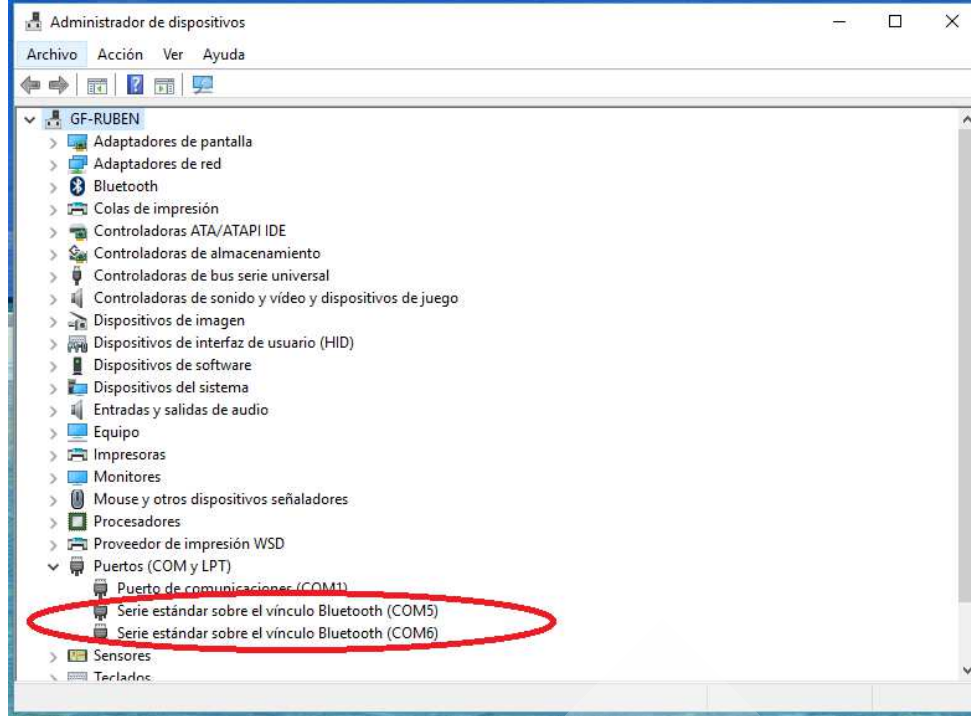 Administrador de dispositivos
Archivo Acción Ver Ayuda
GF-RUBEN
Adaptadores de pantalla
Adaptadores de red
Bluetooth
Colas de impresión
Controladoras ATA/ATAPI IDE
Controladoras de almacenamiento
Controladoras de bus serie universal
Controladoras de sonido y vídeo y dispositivos de juego
Dispositivos de imagen
Dispositivos de interfaz de usuario (HID)
Dispositivos de software
Dispositivos del sistema
Entradas y salidas de audio
Equipo
Impresoras
Monitores
Mouse y otros dispositivos señaladores
Procesadores
Proveedor de impresión WSD
Puertos (COM y LPT)
Puerto de comunicaciones (COM1)
Serie estándar sobre el vínculo Bluetooth (COM5)
Serie estándar sobre el vínculo Bluetooth (COM6)
Sensores
Teclados